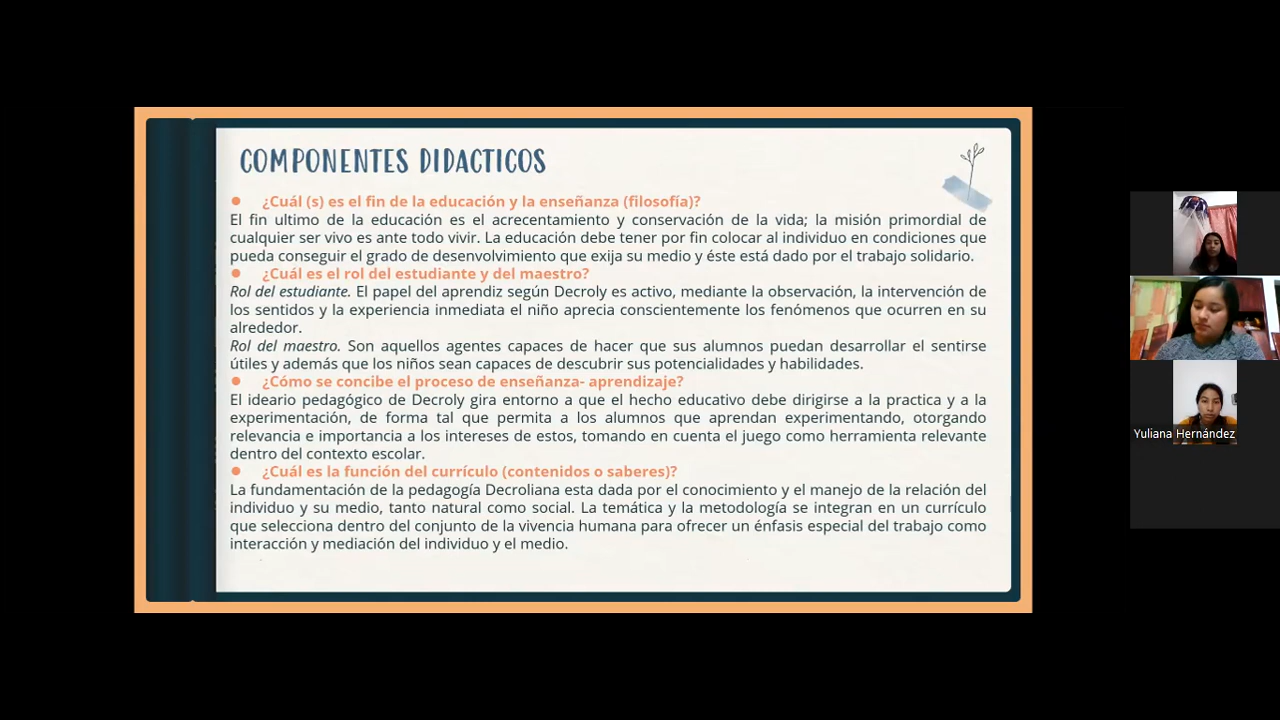 COMPONENTES DIDACTICOS
● ¿Cuál (s) es el fin de la educación y la enseñanza (filosofía)?
El fin ultimo de la educación es el acrecentamiento y conservación de la vida; la misión primordial de
cualquier ser vivo es ante todo vivir. La educación debe tener por fin colocar al individuo en condiciones que
pueda conseguir el grado de desenvolvimiento que exija su medio y éste está dado por el trabajo solidario.
● ¿Cuál es el rol del estudiante y del maestro?
Rol del estudiante. El papel del aprendiz según Decroly es activo, mediante la observación, la intervención de
los sentidos y la experiencia inmediata el niño aprecia conscientemente los fenómenos que ocurren en su
alrededor.
Rol del maestro. Son aquellos agentes capaces de hacer que sus alumnos puedan desarrollar el sentirse
útiles y además que los niños sean capaces de descubrir sus potencialidades y habilidades.
● ¿Cómo se concibe el proceso de enseñanza- aprendizaje?
El ideario pedagógico de Decroly gira entorno a que el hecho educativo debe dirigirse a la practica y a la
experimentación, de forma tal que permita a los alumnos que aprendan experimentando, otorgando
relevancia e importancia a los intereses de estos, tomando en cuenta el juego como herramienta relevante
dentro del contexto escolar.
● ¿Cuál es la función del currículo (contenidos o saberes)?
La fundamentación de la pedagogía Decroliana esta dada por el conocimiento y el manejo de la relación del
individuo y su medio, tanto natural como social. La temática y la metodología se integran en un currículo
que selecciona dentro del conjunto de la vivencia humana para ofrecer un énfasis especial del trabajo como
interacción y mediación del individuo y el medio.
Yuliana Hernández